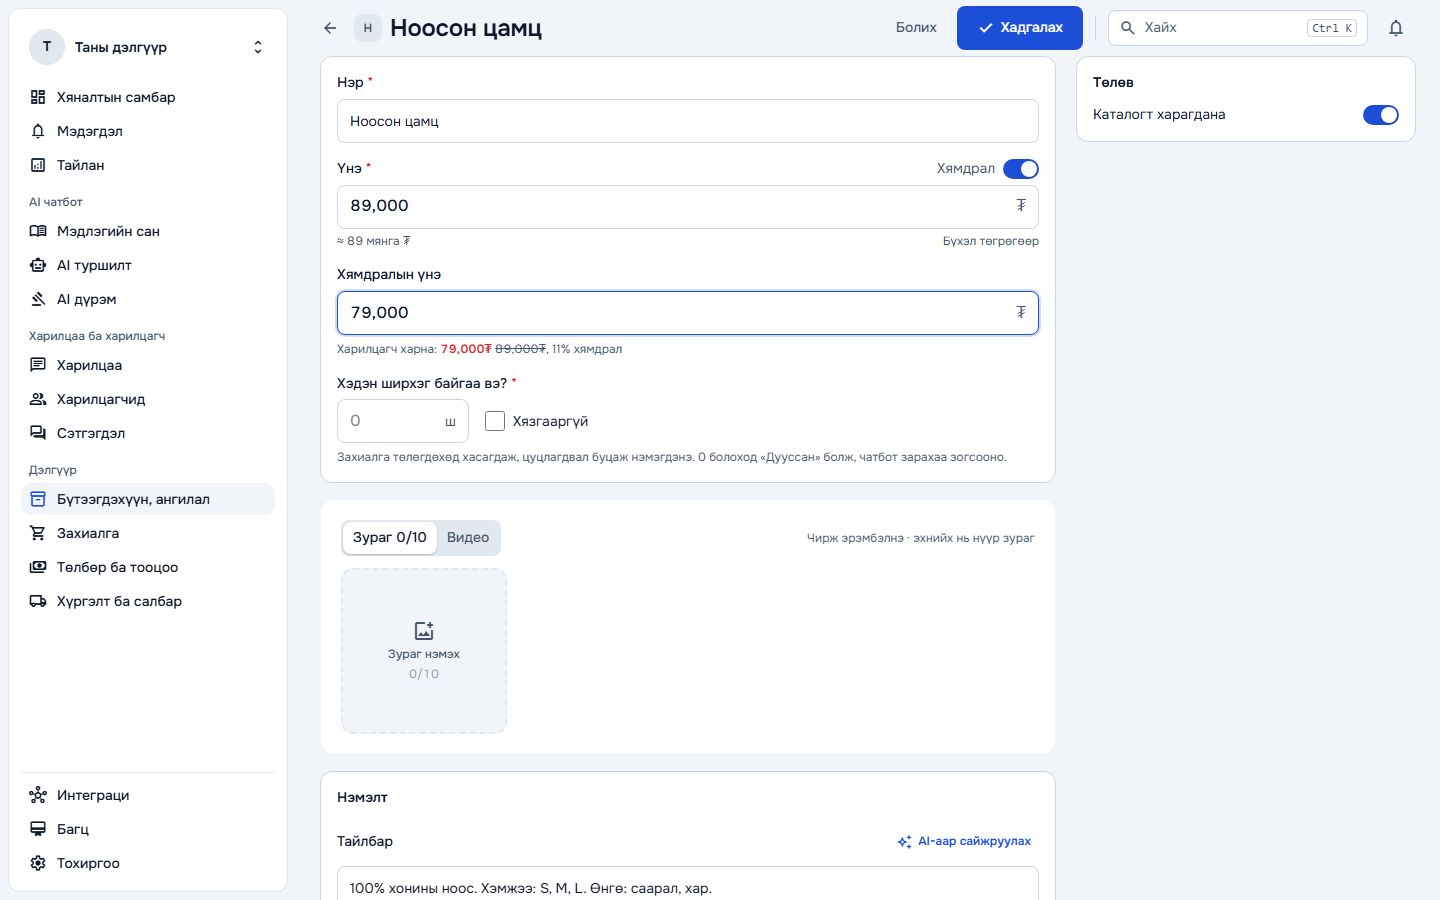 Т Таны дэлгүүр
Хяналтын самбар
Мэдэгдэл
Тайлан
AI чатбот
Мэдлэгийн сан
AI туршилт
AI дүрэм
Харилцаа ба харилцагч
Харилцаа
Харилцагчид
Сэтгэгдэл
Дэлгүүр
Бүтээгдэхүүн, ангилал
Захиалга
Төлбөр ба тооцоо
Хүргэлт ба салбар
Интеграци
Багц
Тохиргоо
Н Ноосон цамц
Болих Хадгалах Хайх Ctrl K
Нэр *
Ноосон цамц
Үнэ * Хямдрал
89,000 ₮
≈ 89 мянга ₮ Бүхэл төгрөгөөр
Хямдралын үнэ
79,000 ₮
Харилцагч харна: 79,000₮ 89,000₮, 11% хямдрал
Хэдэн ширхэг байгаа вэ? *
0 ш Хязгааргүй
Захиалга төлөгдөхөд хасагдаж, цуцлагдвал буцаж нэмэгдэнэ. 0 болоход «Дууссан» болж, чатбот зарахаа зогсооно.
Зураг 0/10 Видео Чирж эрэмбэлнэ · эхнийх нь нүүр зураг
Зураг нэмэх
0/10
Нэмэлт
Тайлбар AI-аар сайжруулах
100% хонины ноос. Хэмжээ: S, M, L. Өнгө: саарал, хар.
Төлөв
Каталогт харагдана